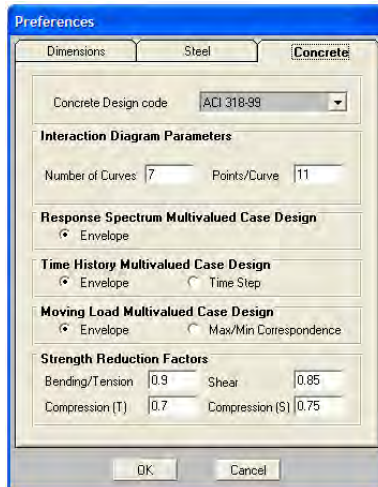 Preferences
Dimensions Steel Concrete
Concrete Design code ACI 318-99
Interaction Diagram Parameters
Number of Curves 7 Points/Curve 11
Response Spectrum Multivalued Case Design
Envelope
Time History Multivalued Case Design
Envelope Time Step
Moving Load Multivalued Case Design
Envelope Max/Min Correspondence
Strength Reduction Factors
Bending/Tension 0.9 Shear 0.85
Compression (T) 0.7 Compression (S) 0.75
OK Cancel